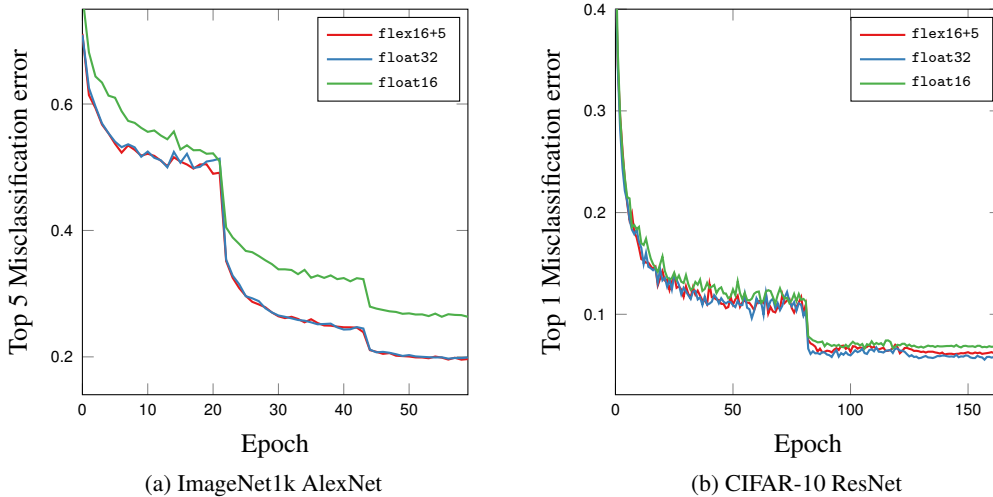 Top 5 Misclassification error
0.6
0.4
0.2
0
10
20
30
40
50
Epoch
flex16+5
float32
float16
(a) ImageNet1k AlexNet
Top 1 Misclassification error
0.4
0.3
0.2
0.1
0
50
100
150
Epoch
flex16+5
float32
float16
(b) CIFAR-10 ResNet